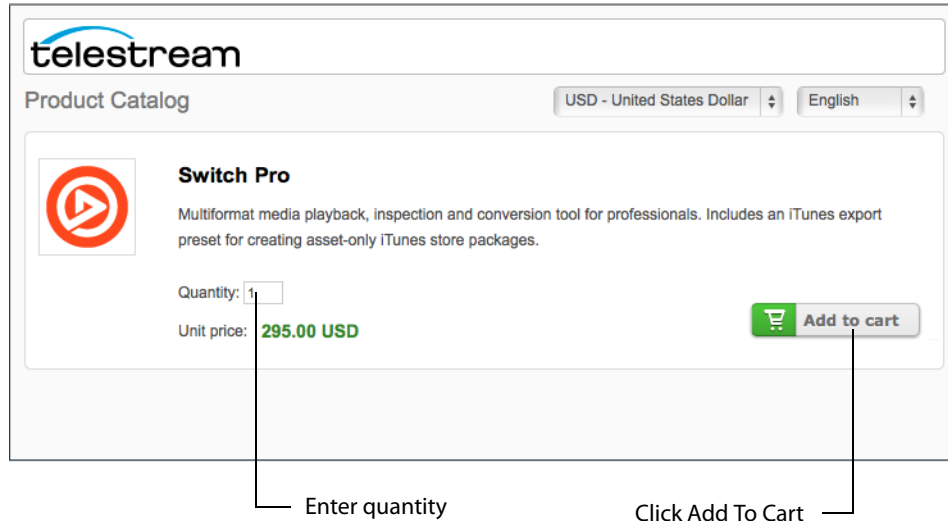 telestream
Product Catalog
USD - United States Dollar
English
Switch Pro
Multiformat media playback, inspection and conversion tool for professionals. Includes an iTunes export
preset for creating asset-only iTunes store packages.
Quantity: 1
Unit price: 295.00 USD
Add to cart
Enter quantity
Click Add To Cart